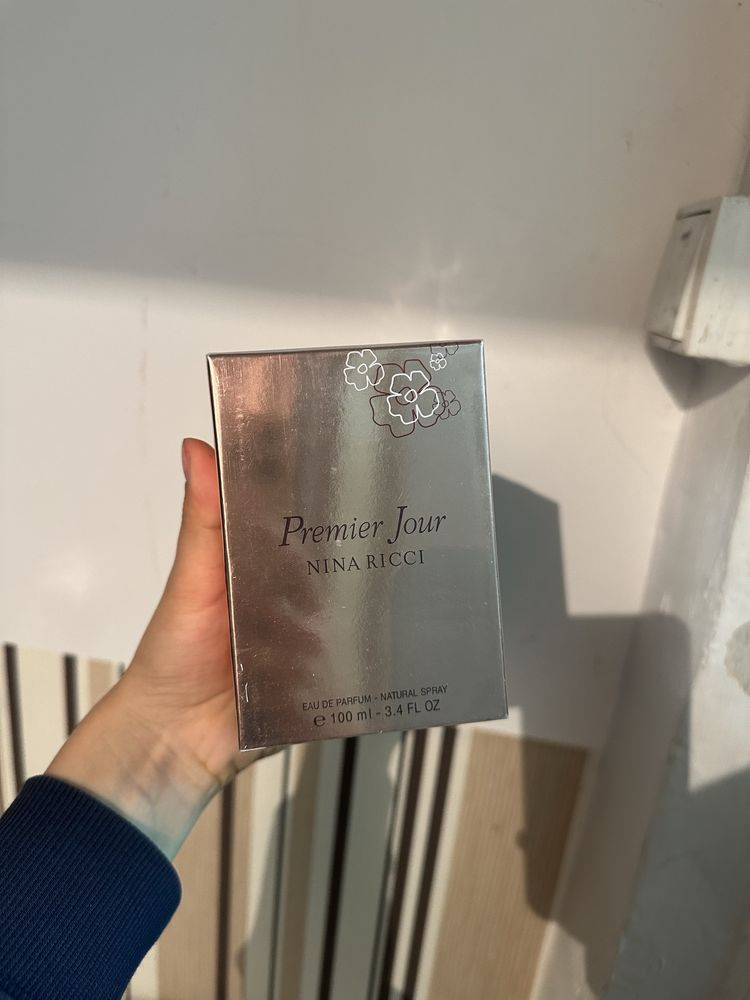 Premier Jour
NINA RICCI
EAU DE PARFUM - NATURAL SPRAY
℮ 100 ml - 3.4 FL OZ